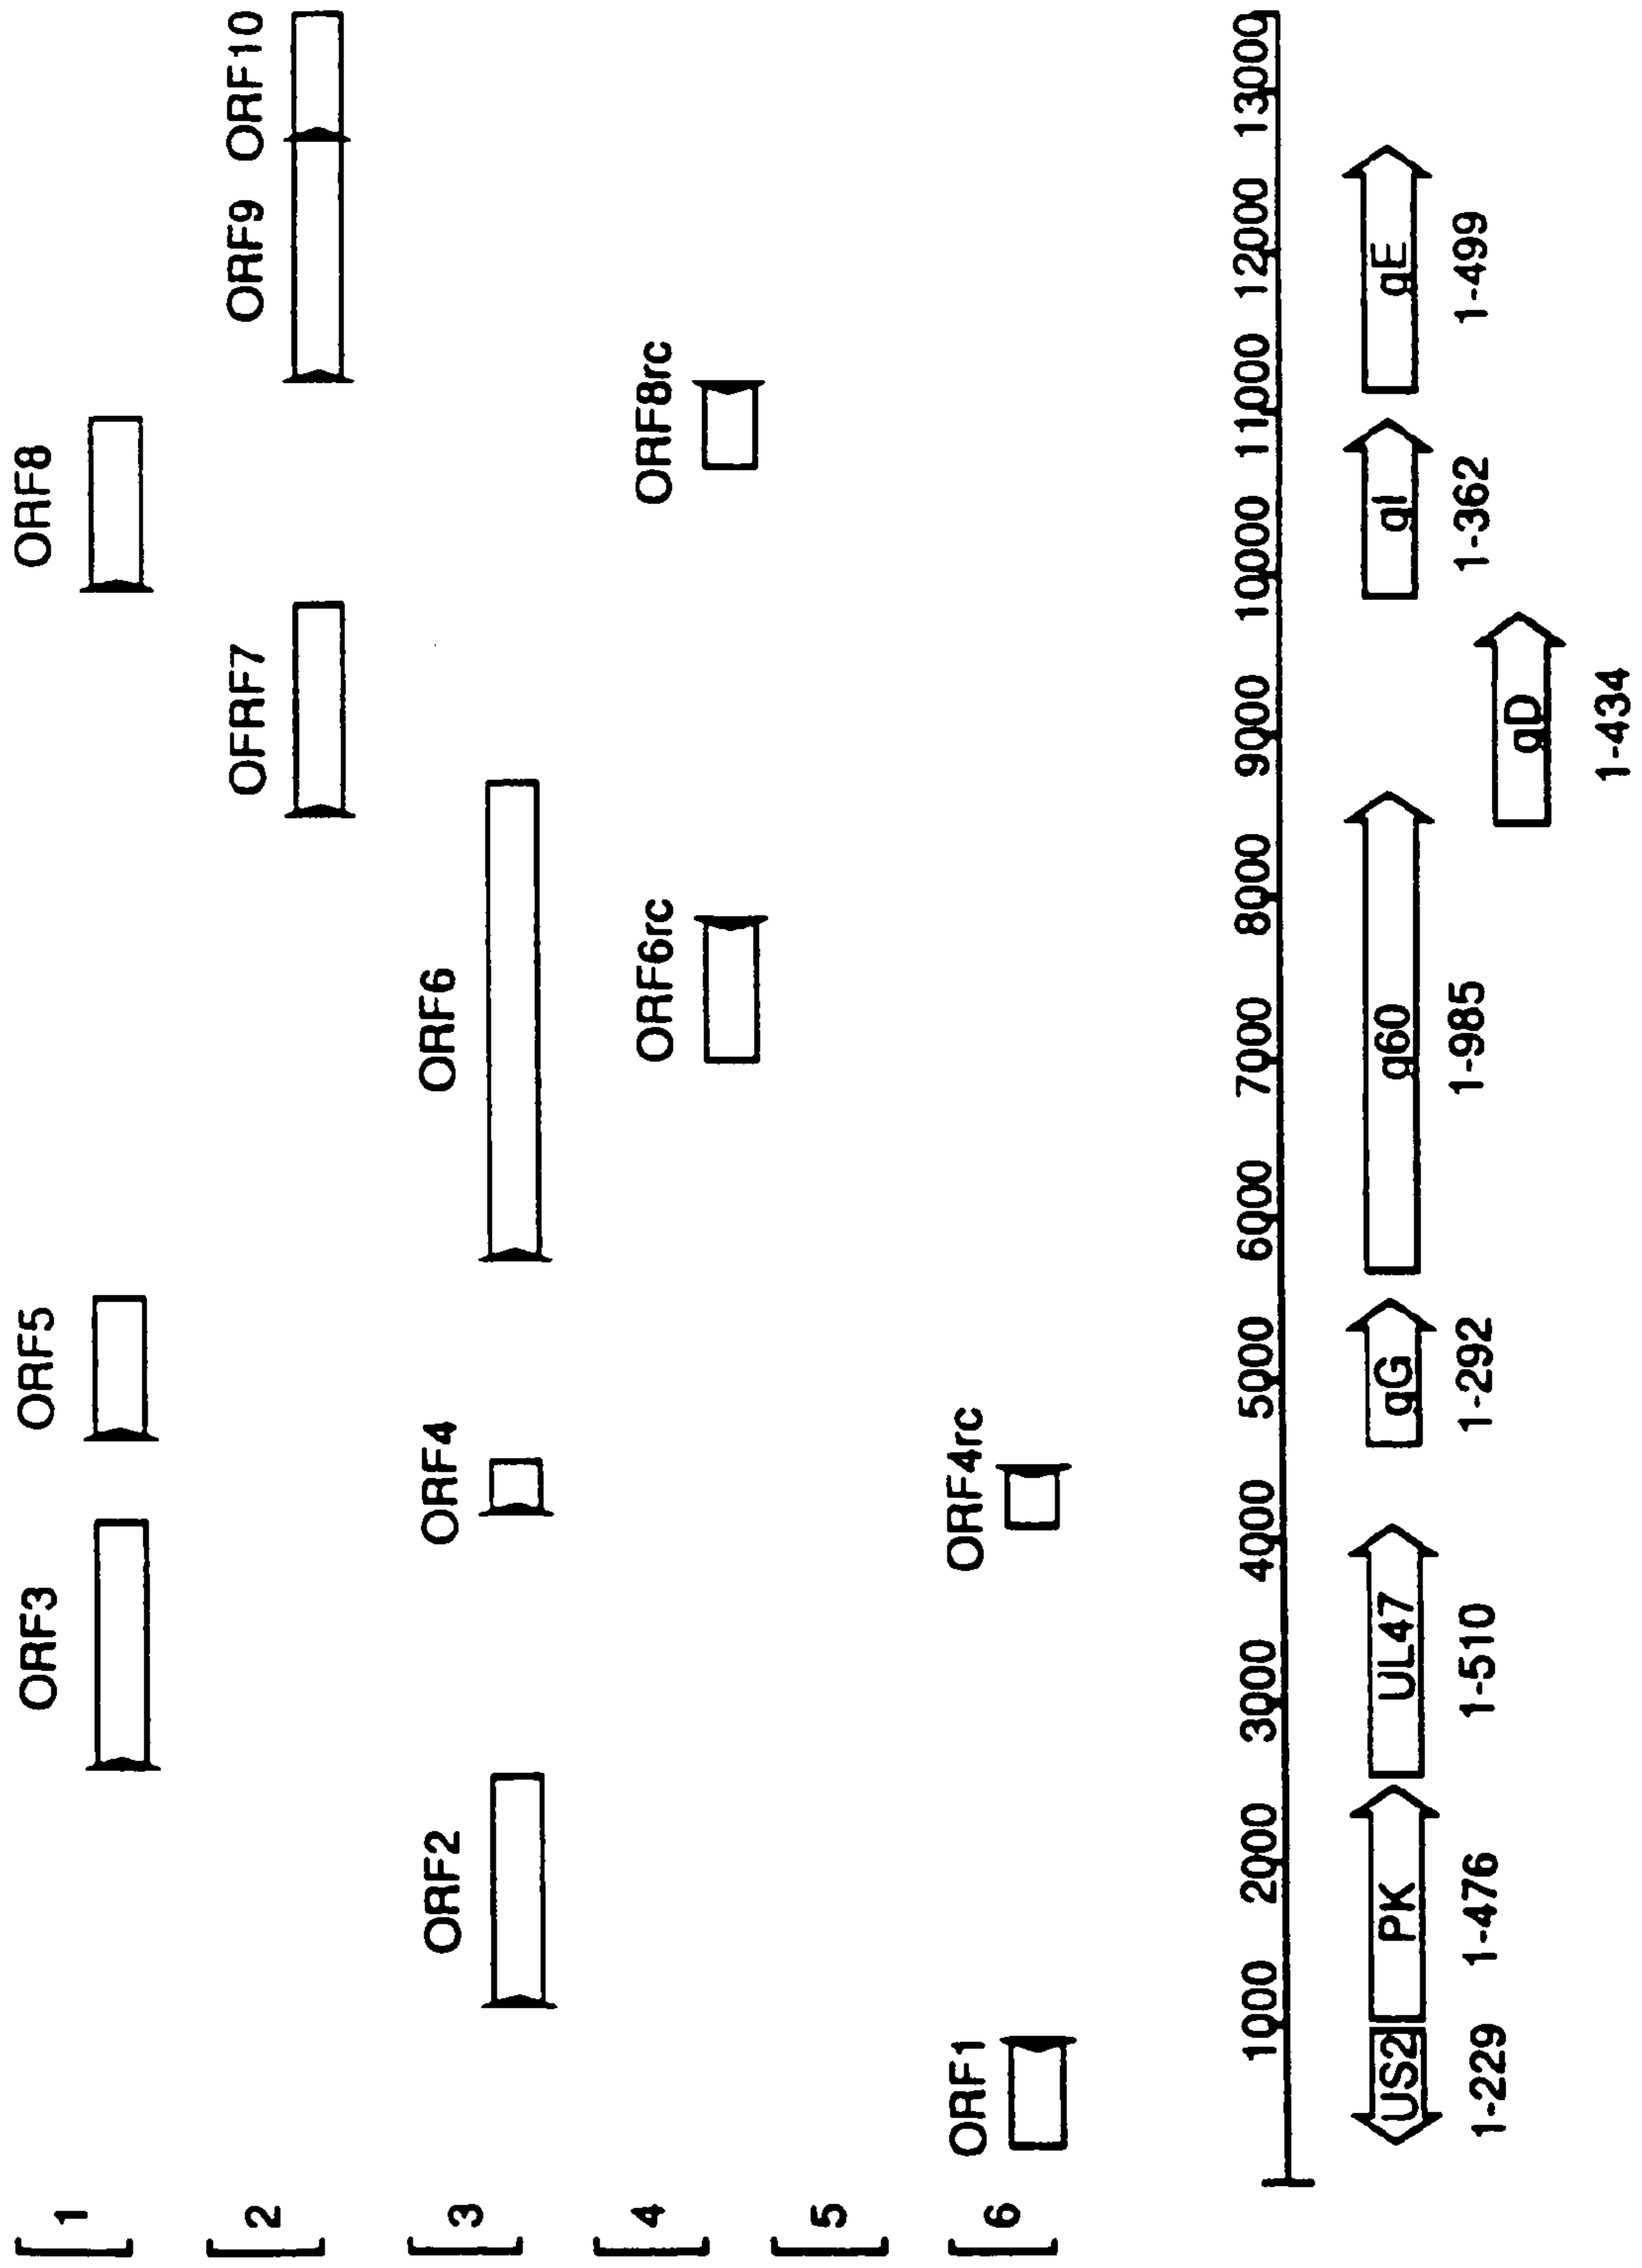 1
ORF3
ORF5
ORF8
2
OFRF7
ORF9 ORF10
3
ORF2
ORF4
ORF6
4
ORF6rc
ORF8rc
5
6
ORF1
ORF4rc
1000 2000 3000 4000 5000 6000 7000 8000 9000 10000 11000 12000 13000
US2 PK UL47 gG g60 gI gE
1-229 1-476 1-510 1-292 1-985 1-362 1-499
gD
1-434